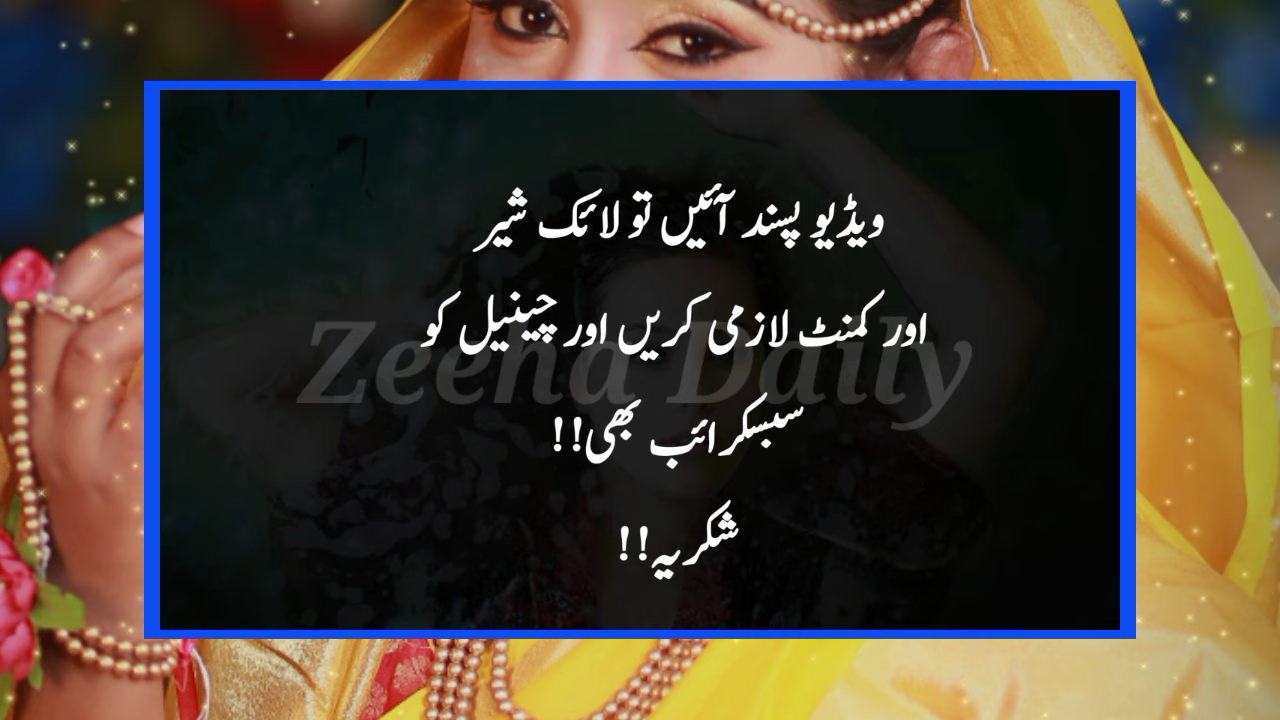 ویڈیو پسند آئیں تو لائک شیر
اور کمنٹ لازمی کریں اور چینیل کو
Zeena Daily
سبسکرائب بھی!!
شکریہ!!